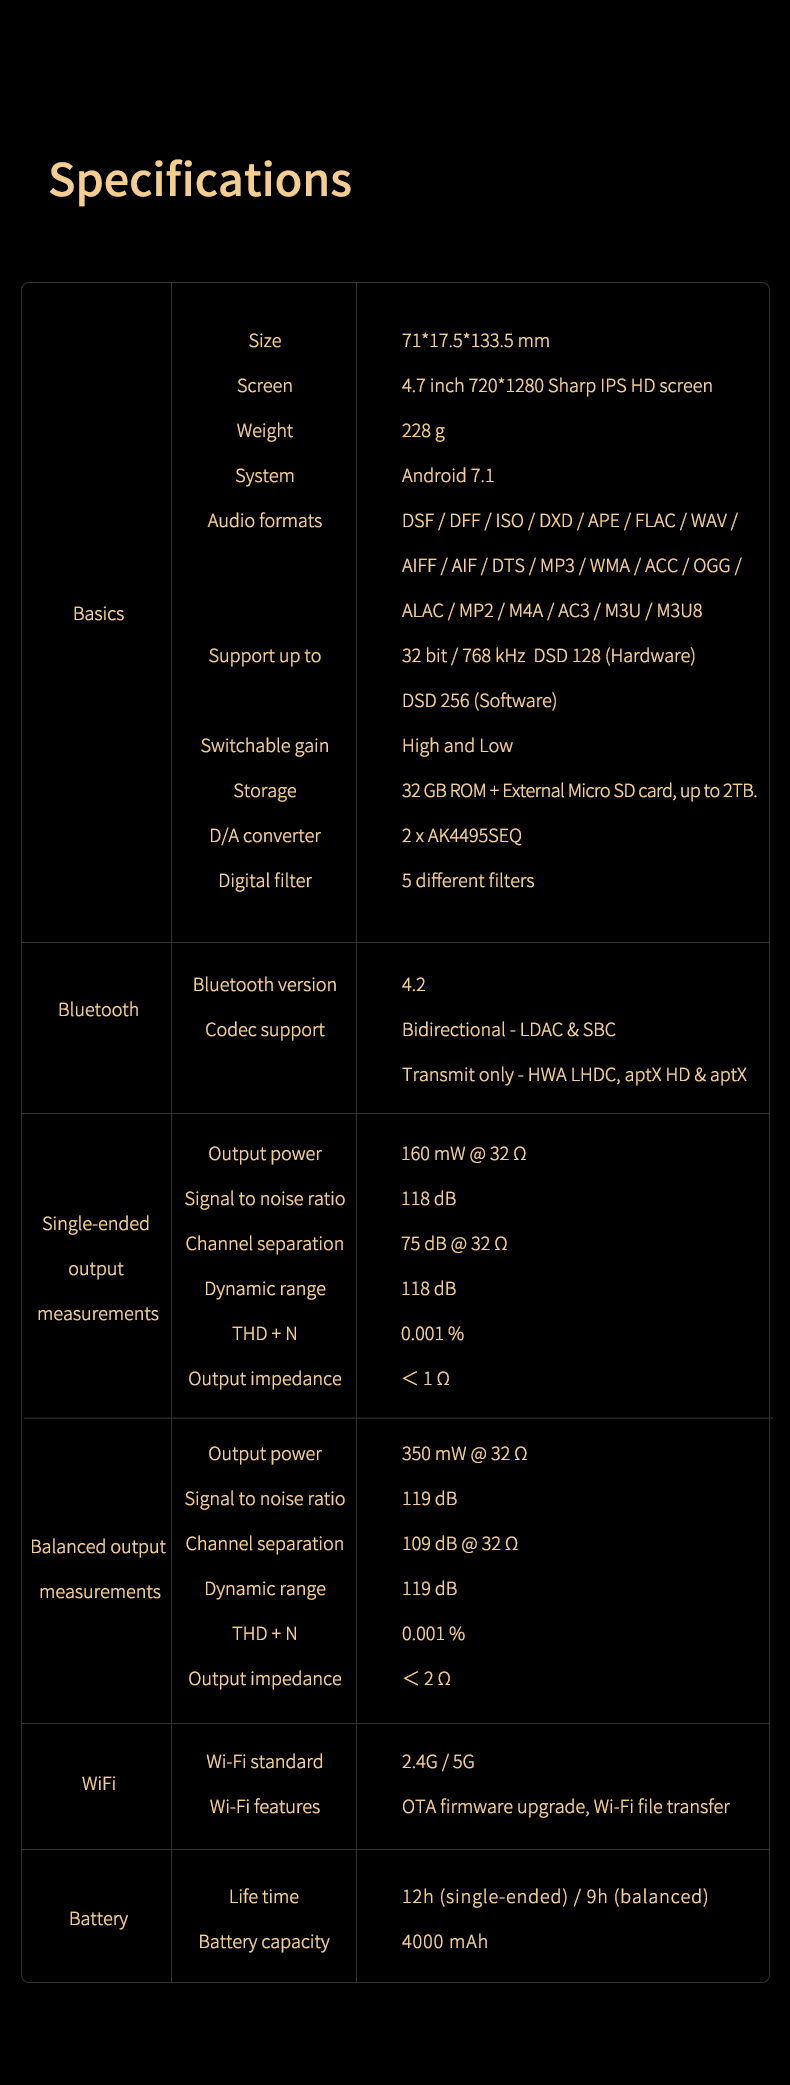 Specifications
Basics
Size 71*17.5*133.5 mm
Screen 4.7 inch 720*1280 Sharp IPS HD screen
Weight 228 g
System Android 7.1
Audio formats DSF / DFF / ISO / DXD / APE / FLAC / WAV /
AIFF / AIF / DTS / MP3 / WMA / ACC / OGG /
ALAC / MP2 / M4A / AC3 / M3U / M3U8
Support up to 32 bit / 768 kHz DSD 128 (Hardware)
DSD 256 (Software)
Switchable gain High and Low
Storage 32 GB ROM + External Micro SD card, up to 2TB.
D/A converter 2 x AK4495SEQ
Digital filter 5 different filters
Bluetooth
Bluetooth version 4.2
Codec support Bidirectional - LDAC & SBC
Transmit only - HWA LHDC, aptX HD & aptX
Single-ended
output
measurements
Output power 160 mW @ 32 Ω
Signal to noise ratio 118 dB
Channel separation 75 dB @ 32 Ω
Dynamic range 118 dB
THD + N 0.001 %
Output impedance ＜ 1 Ω
Balanced output
measurements
Output power 350 mW @ 32 Ω
Signal to noise ratio 119 dB
Channel separation 109 dB @ 32 Ω
Dynamic range 119 dB
THD + N 0.001 %
Output impedance ＜ 2 Ω
WiFi
Wi-Fi standard 2.4G / 5G
Wi-Fi features OTA firmware upgrade, Wi-Fi file transfer
Battery
Life time 12h (single-ended) / 9h (balanced)
Battery capacity 4000 mAh